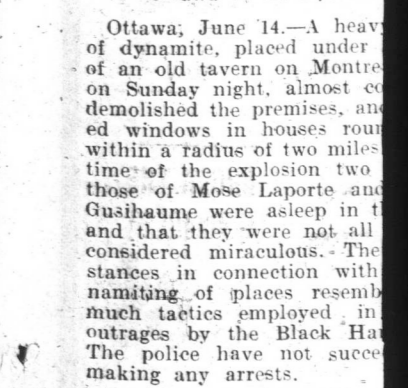 Ottawa, June 14.—A heav
of dynamite, placed under
of an old tavern on Montre
on Sunday night, almost co
demolished the premises, an
ed windows in houses roun
within a radius of two miles
time of the explosion two
those of Mose Laporte and
Gusihaume were asleep in t
and that they were not all
considered miraculous. The
stances in connection with
namiting of places resemb
much tactics employed in
outrages by the Black Ha
The police have not succe
making any arrests.